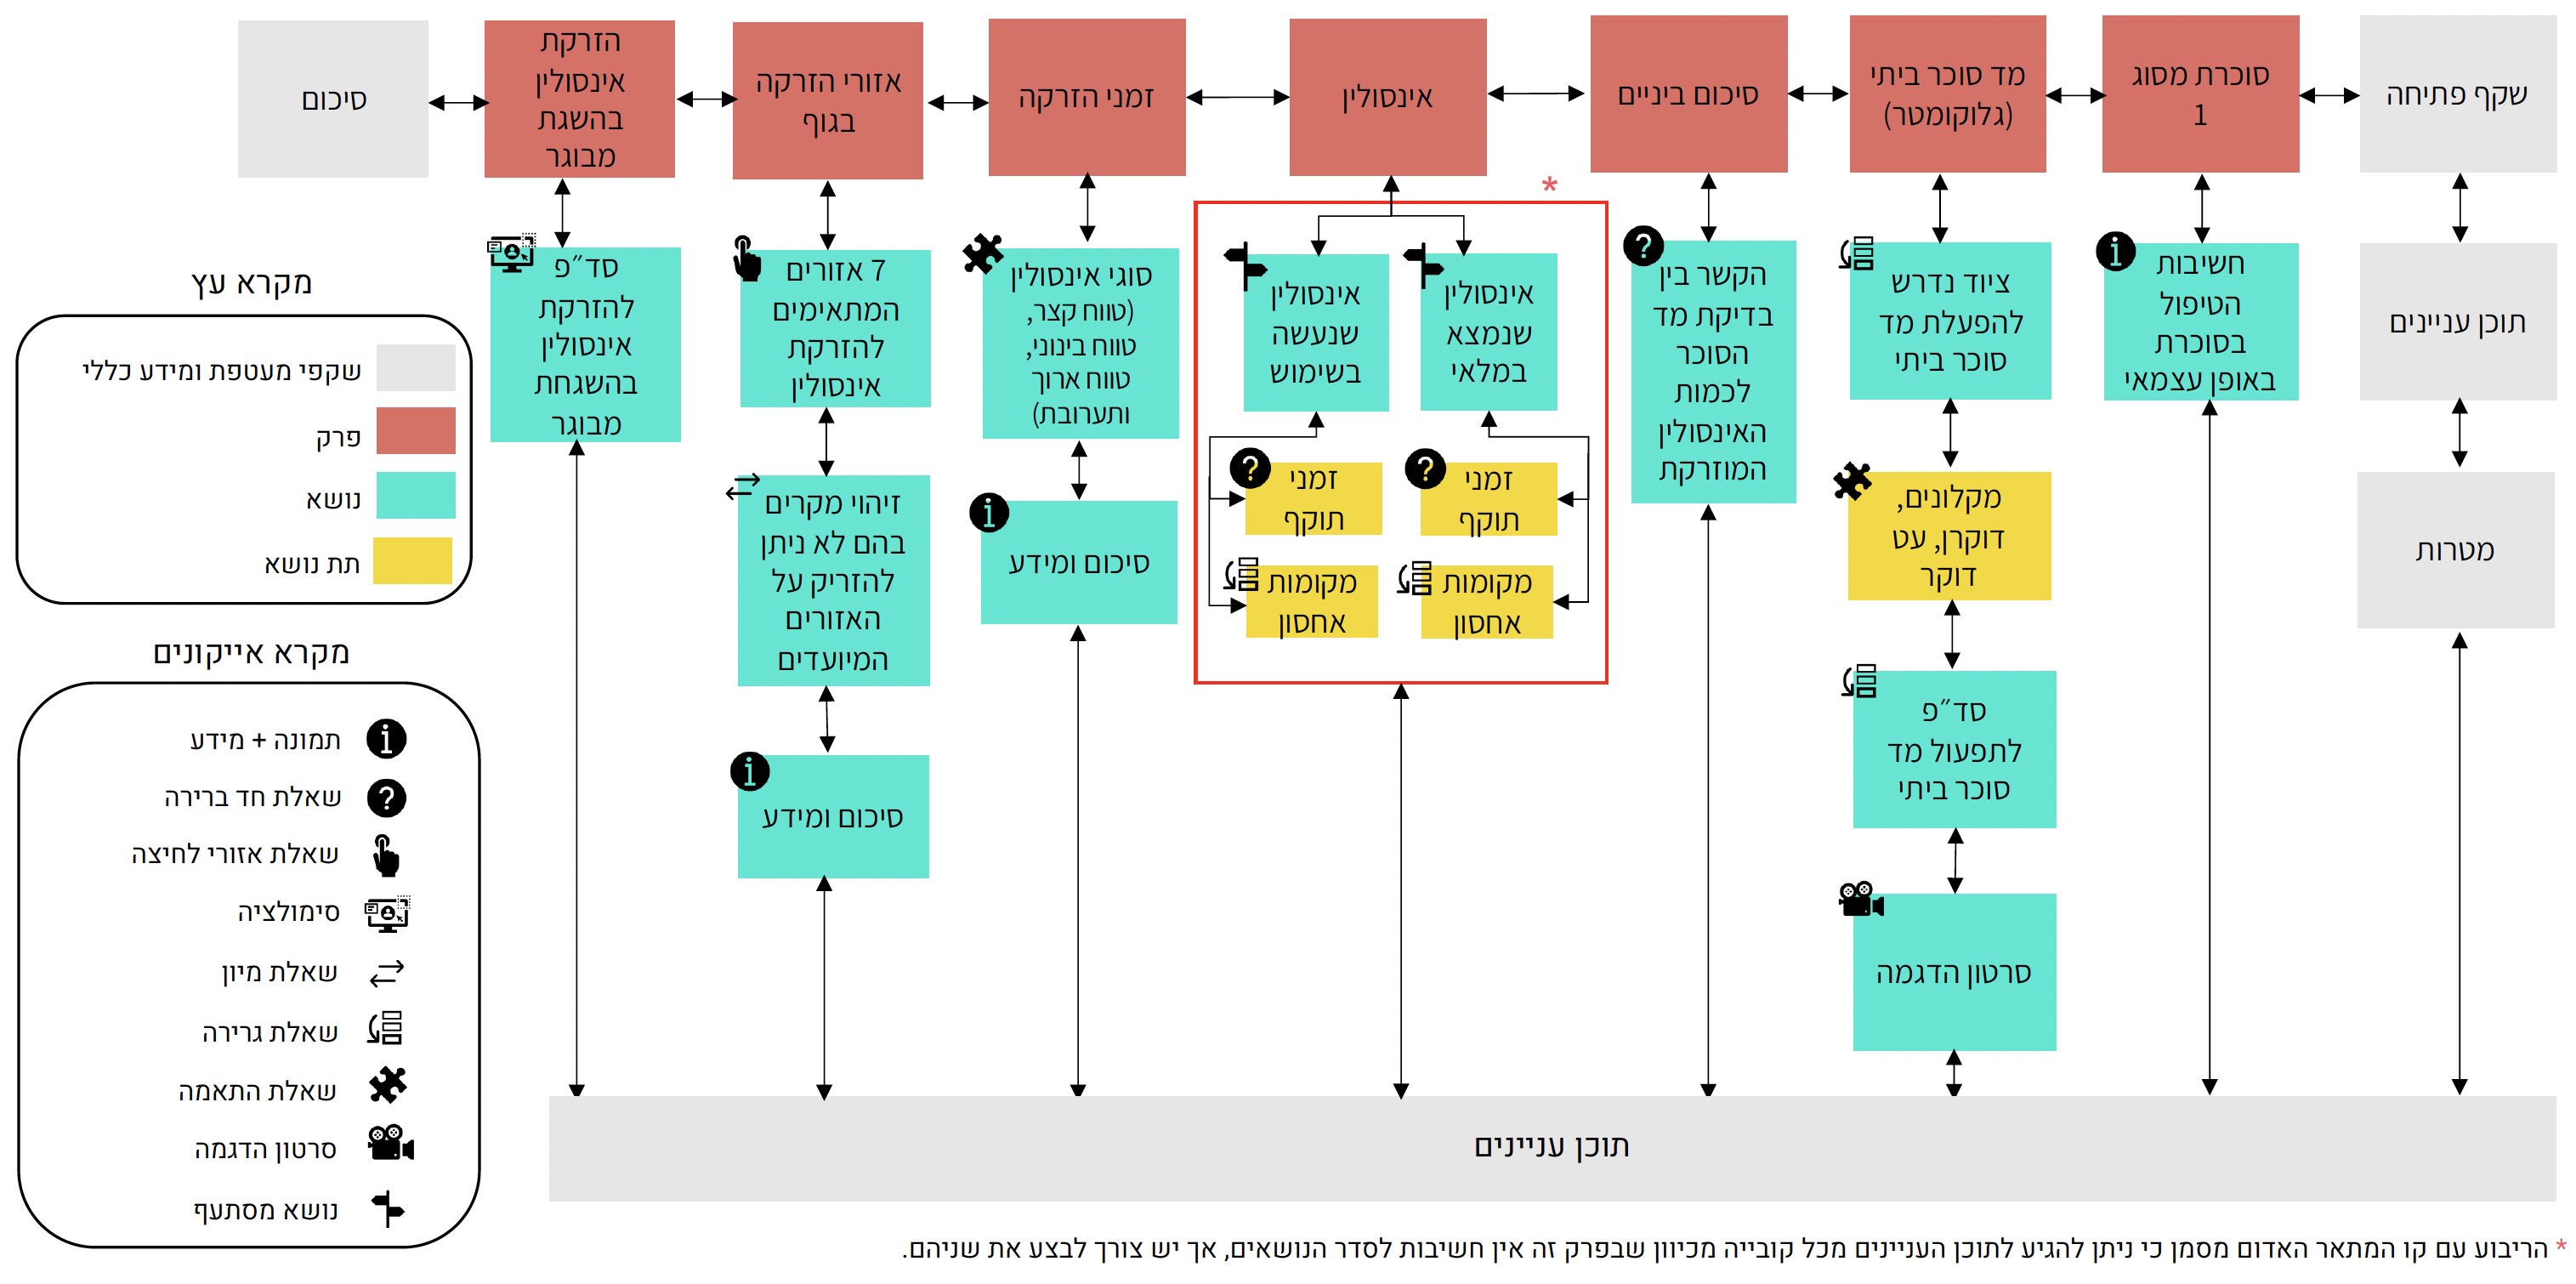 שקף פתיחה
תוכן עניינים
מטרות
סוכרת מסוג
1
חשיבות
הטיפול
בסוכרת
באופן עצמאי
מד סוכר ביתי
(גלוקומטר)
ציוד נדרש
להפעלת מד
סוכר ביתי
מקלונים,
דוקרן, עט
דוקר
סד״פ
לתפעול מד
סוכר ביתי
סרטון הדגמה
סיכום ביניים
הקשר בין
בדיקת מד
הסוכר
לכמות
האינסולין
המוזרקת
אינסולין
*
אינסולין
שנמצא
במלאי
זמני
תוקף
מקומות
אחסון
אינסולין
שנעשה
בשימוש
זמני
תוקף
מקומות
אחסון
זמני הזרקה
סוגי אינסולין
(טווח קצר,
טווח בינוני,
טווח ארוך
ותערובת)
סיכום ומידע
אזורי הזרקה
בגוף
7 אזורים
המתאימים
להזרקת
אינסולין
זיהוי מקרים
בהם לא ניתן
להזריק על
האזורים
המיועדים
סיכום ומידע
הזרקת
אינסולין
בהשגת
מבוגר
סד״פ
להזרקת
אינסולין
בהשגחת
מבוגר
סיכום
מקרא עץ
שקפי מעטפת ומידע כללי
פרק
נושא
תת נושא
מקרא אייקונים
תמונה + מידע
שאלת חד ברירה
שאלת אזורי לחיצה
סימולציה
שאלת מיון
שאלת גרירה
שאלת התאמה
סרטון הדגמה
נושא מסתעף
תוכן עניינים
* הריבוע עם קו המתאר האדום מסמן כי ניתן להגיע לתוכן העניינים מכל קובייה מכיוון שבפרק זה אין חשיבות לסדר הנושאים, אך יש צורך לבצע את שניהם.